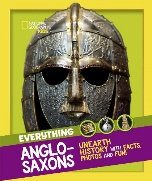 NATIONAL
GEOGRAPHIC
KIDS
EVERYTHING
ANGLO-
SAXONS
UNEARTH
HISTORY WITH FACTS,
PHOTOS AND FUN!